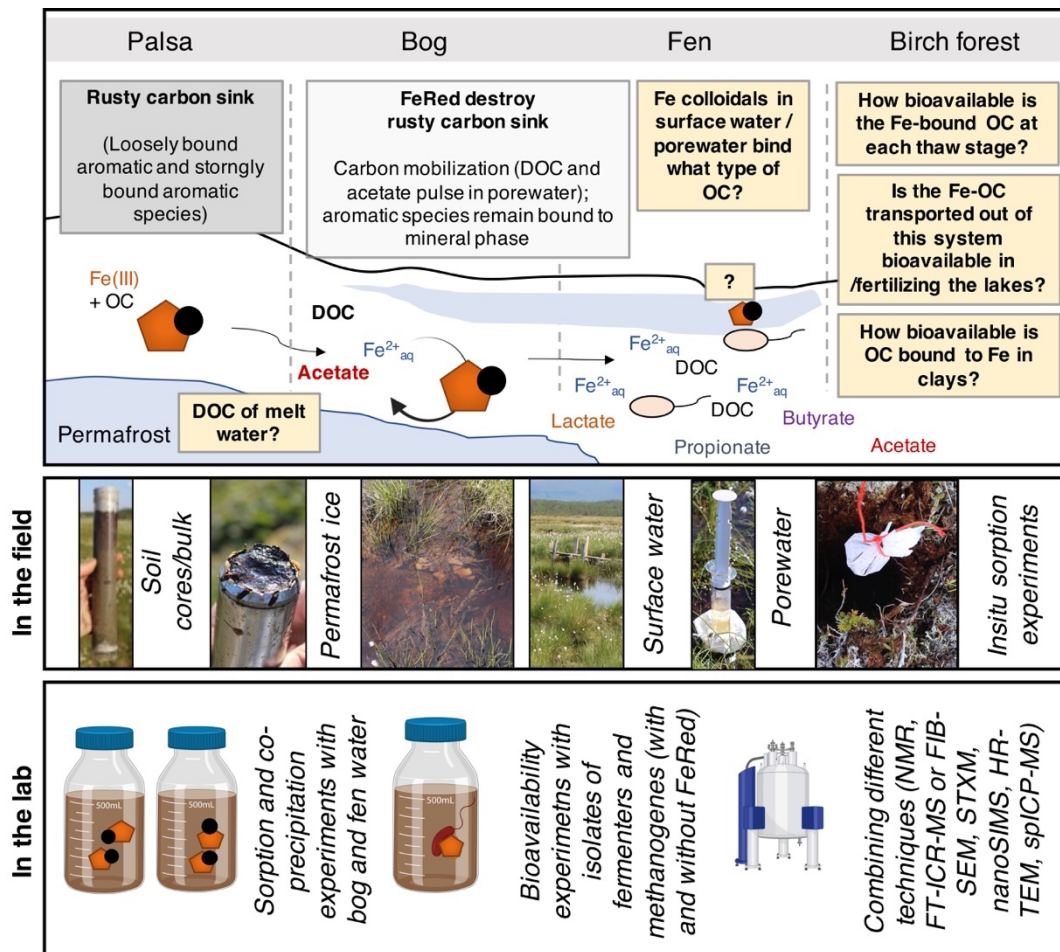 Palsa
Bog
Fen
Birch forest
Rusty carbon sink
(Loosely bound
aromatic and storngly
bound aromatic
species)
FeRed destroy
rusty carbon sink
Carbon mobilization (DOC and
acetate pulse in porewater);
aromatic species remain bound to
mineral phase
Fe colloidals in
surface water /
porewater bind
what type of
OC?
How bioavailable is
the Fe-bound OC at
each thaw stage?
Is the Fe-OC
transported out of
this system
bioavailable in
/fertilizing the lakes?
How bioavailable is
OC bound to Fe in
clays?
Fe(III)
+ OC
DOC
Acetate
Fe²⁺aq
?
Fe²⁺aq
DOC
Fe²⁺aq
Fe²⁺aq
DOC
Lactate
Butyrate
Propionate
Acetate
Permafrost
DOC of melt
water?
In the field
Soil
cores/bulk
Permafrost ice
Surface water
Porewater
Insitu sorption
experiments
In the lab
500mL
500mL
Sorption and co-
precipitation
experiments with
bog and fen water
500mL
Bioavailability
experimetns with
isolates of
fermenters and
methanogenes (with
and without FeRed)
Combining different
techniques (NMR,
FT-ICR-MS or FIB-
SEM, STXM,
nanoSIMS, HR-
TEM, spICP-MS)